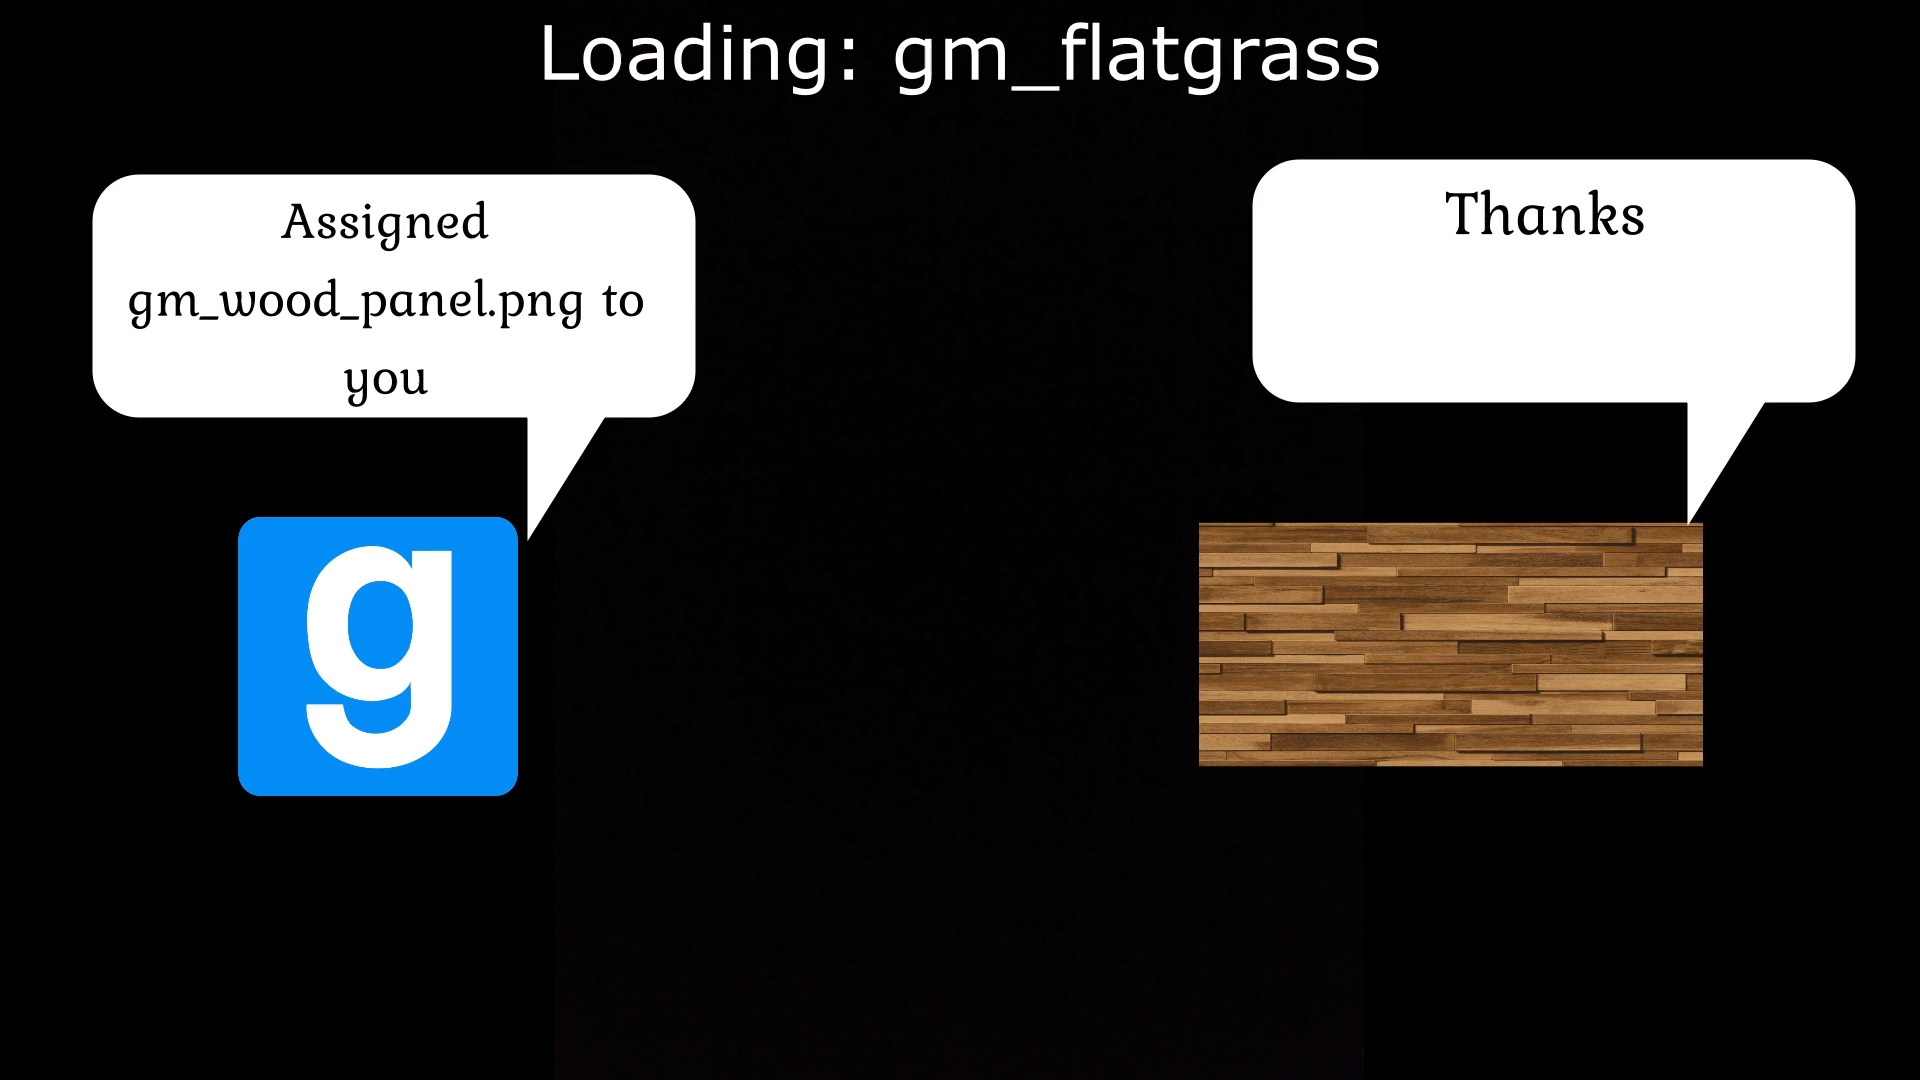 Loading: gm_flatgrass
Assigned
gm_wood_panel.png to
you
Thanks
g